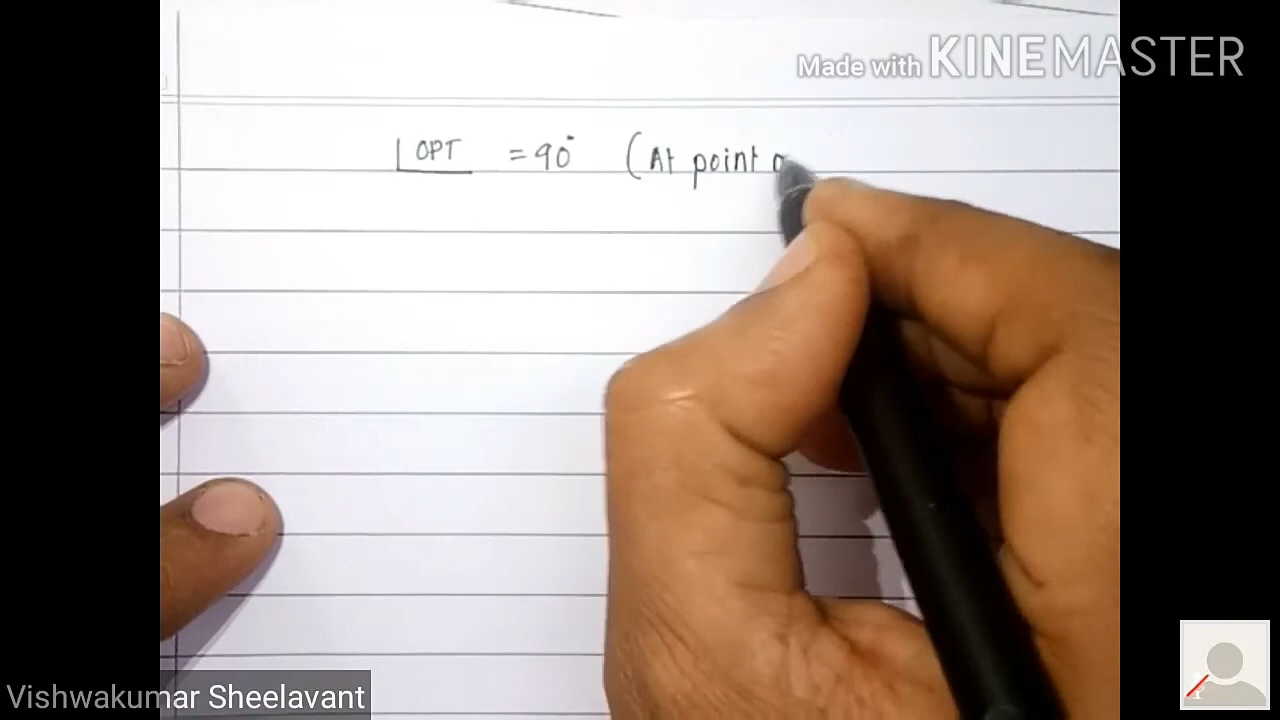 Made with KINEMASTER
∟OPT = 90° (At point o
Vishwakumar Sheelavant